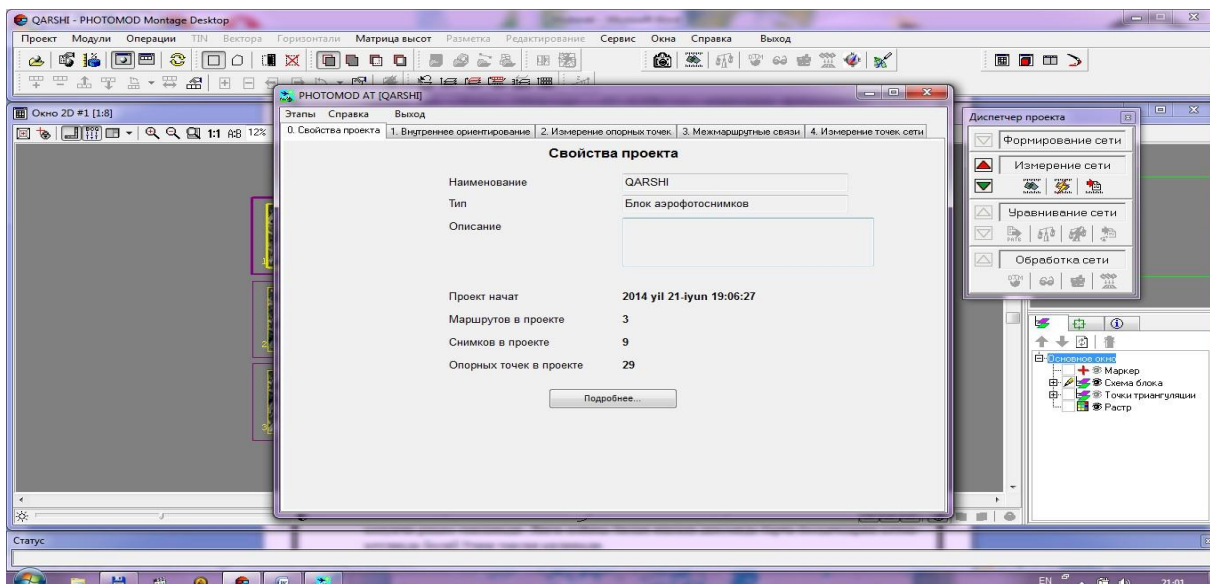 QARSHI - PHOTOMOD Montage Desktop
Проект Модули Операции TIN Вектора Горизонтали Матрица высот Разметка Редактирование Сервис Окна Справка Выход
Окно 2D #1 [1:8]
1:1 12%
PHOTOMOD AT [QARSHI]
Этапы Справка Выход
0. Свойства проекта 1. Внутреннее ориентирование 2. Измерение опорных точек 3. Межмаршрутные связи 4. Измерение точек сети
Свойства проекта
Наименование QARSHI
Тип Блок аэрофотоснимков
Описание
Проект начат 2014 yil 21-iyun 19:06:27
Маршрутов в проекте 3
Снимков в проекте 9
Опорных точек в проекте 29
Подробнее...
Диспетчер проекта
Формирование сети
Измерение сети
Уравнивание сети
Обработка сети
Основное окно
Маркер
Схема блока
Точки триангуляции
Растр
Статус
EN 21:01